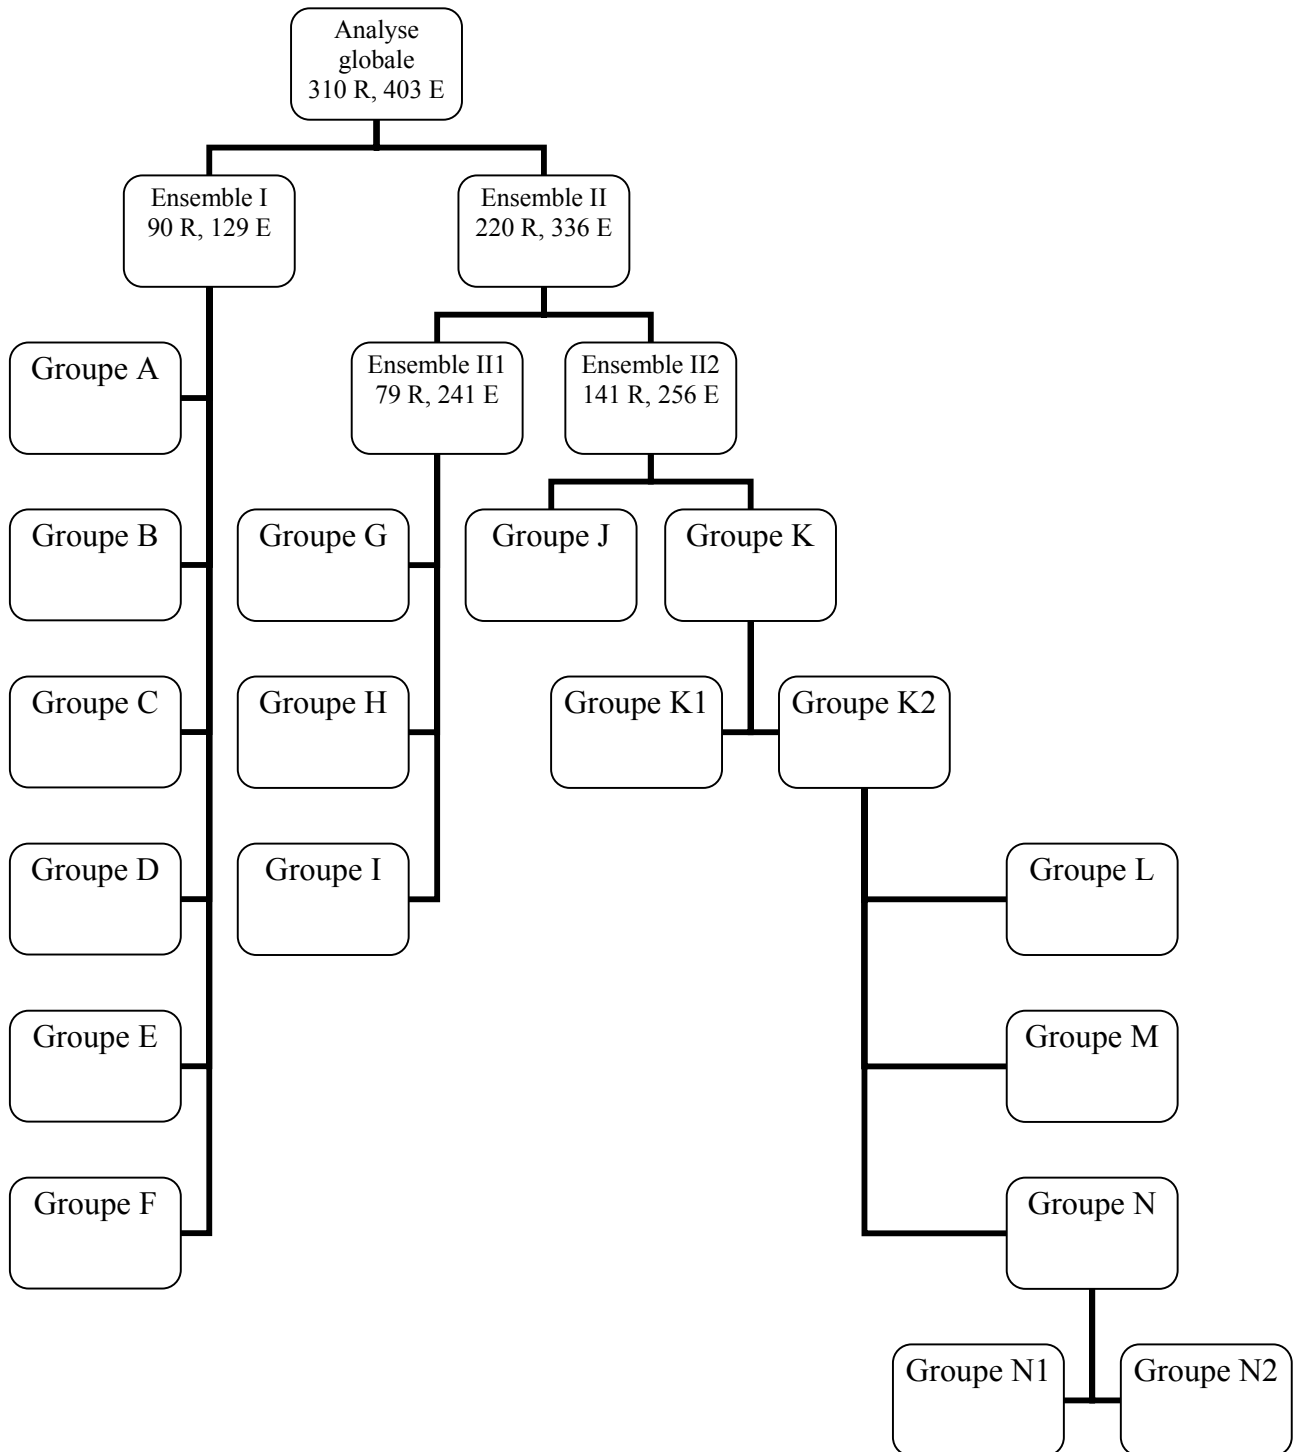 Analyse
globale
310 R, 403 E
Ensemble I
90 R, 129 E
Ensemble II
220 R, 336 E
Ensemble II1
79 R, 241 E
Ensemble II2
141 R, 256 E
Groupe A
Groupe B
Groupe G
Groupe J
Groupe K
Groupe C
Groupe H
Groupe K1
Groupe K2
Groupe D
Groupe I
Groupe L
Groupe E
Groupe M
Groupe F
Groupe N
Groupe N1
Groupe N2